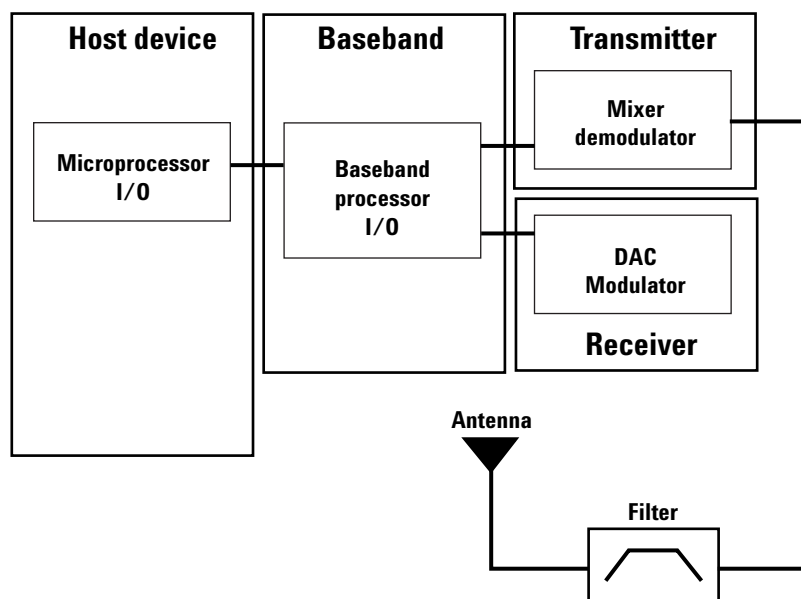 Host device
Microprocessor
I/O
Baseband
Baseband
processor
I/O
Transmitter
Mixer
demodulator
DAC
Modulator
Receiver
Antenna
Filter